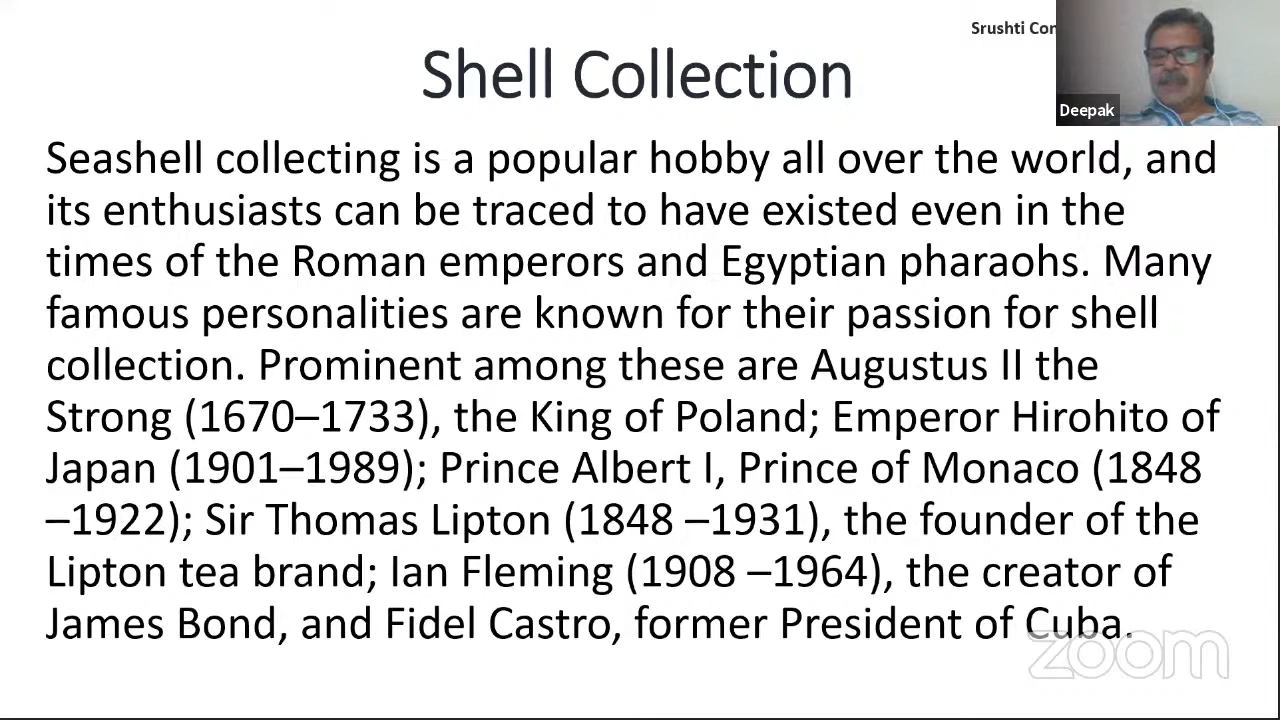 Srushti Con
Shell Collection
Deepak
Seashell collecting is a popular hobby all over the world, and
its enthusiasts can be traced to have existed even in the
times of the Roman emperors and Egyptian pharaohs. Many
famous personalities are known for their passion for shell
collection. Prominent among these are Augustus II the
Strong (1670–1733), the King of Poland; Emperor Hirohito of
Japan (1901–1989); Prince Albert I, Prince of Monaco (1848
–1922); Sir Thomas Lipton (1848 –1931), the founder of the
Lipton tea brand; Ian Fleming (1908 –1964), the creator of
James Bond, and Fidel Castro, former President of Cuba.
zoom